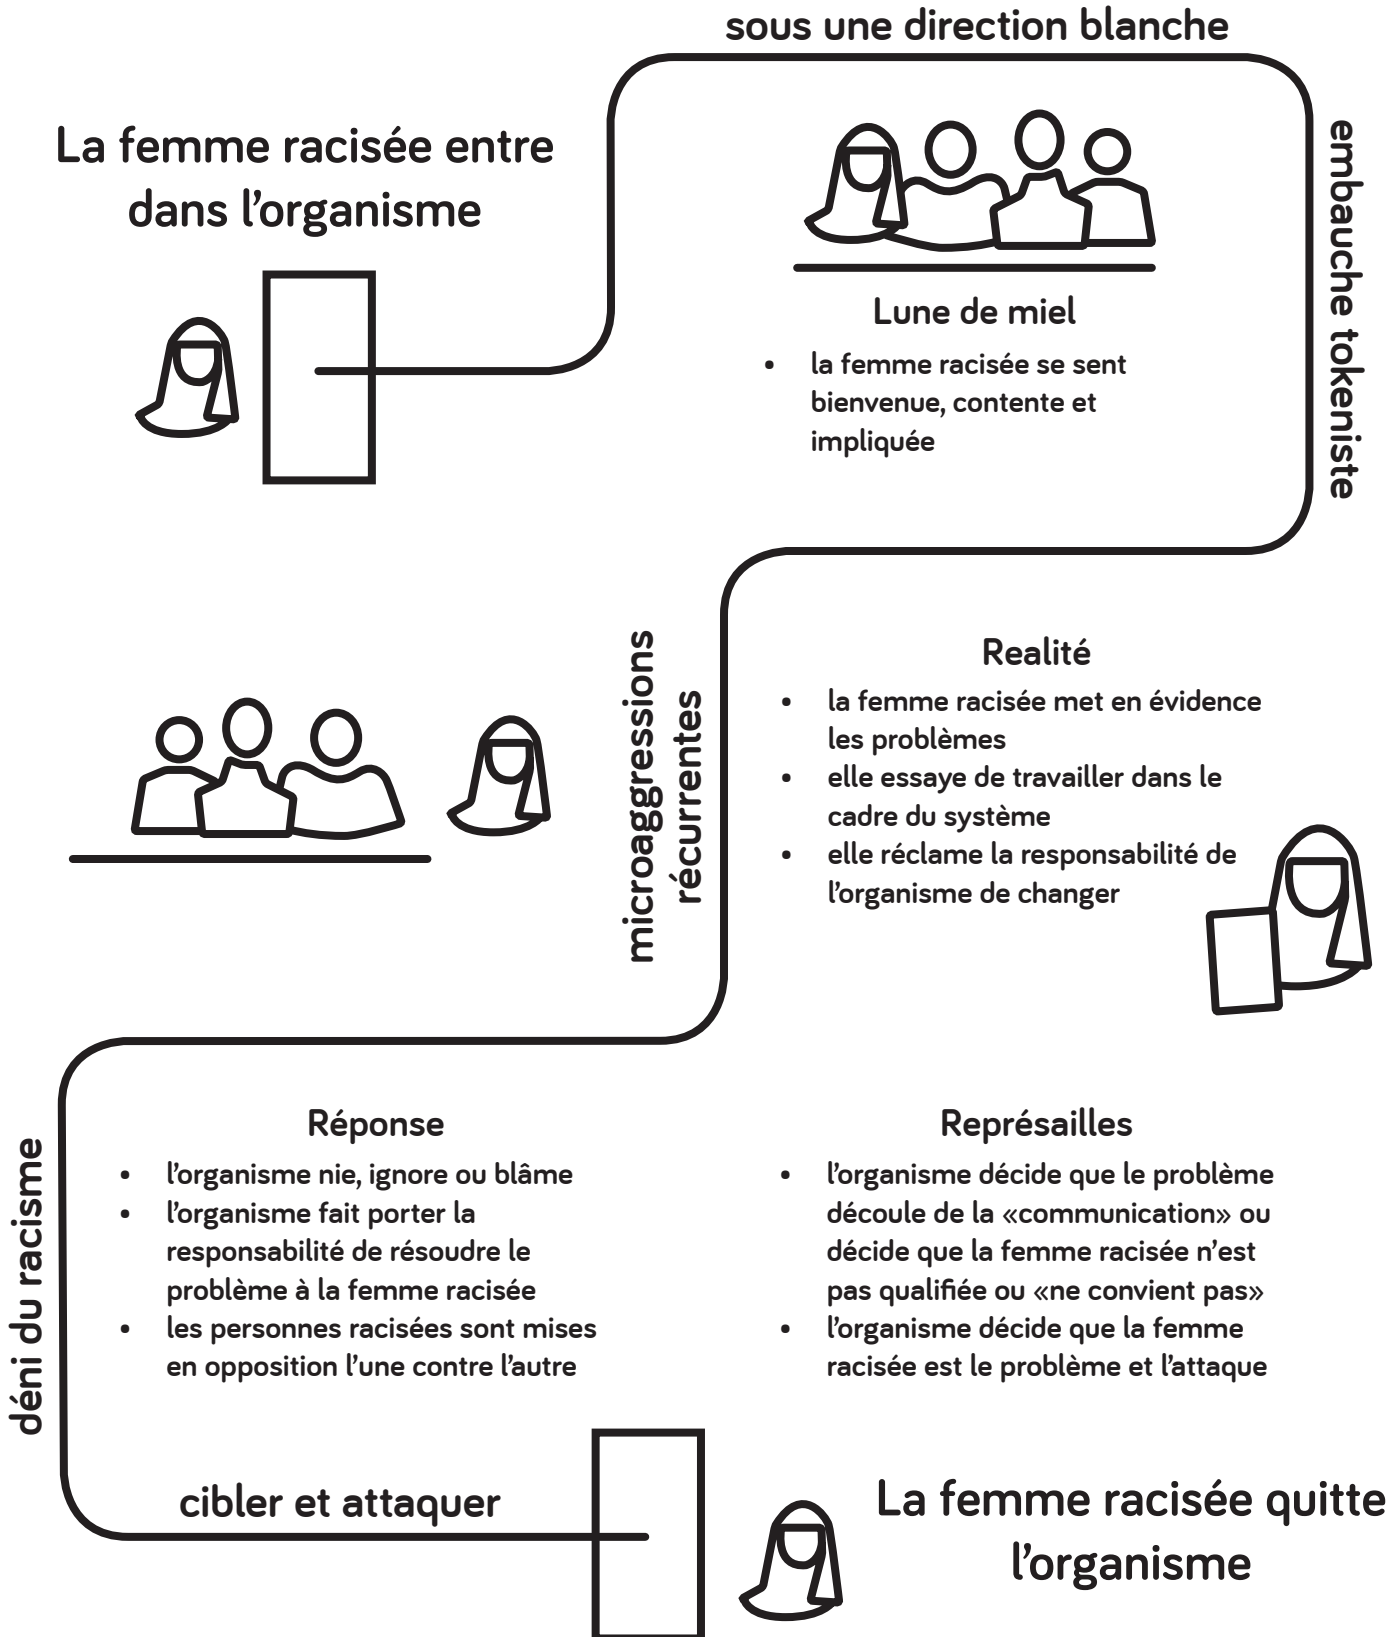 sous une direction blanche
La femme racisée entre
dans l’organisme
embauche tokeniste
Lune de miel
• la femme racisée se sent
bienvenue, contente et
impliquée
microaggressions
récurrentes
Realité
• la femme racisée met en évidence
les problèmes
• elle essaye de travailler dans le
cadre du système
• elle réclame la responsabilité de
l’organisme de changer
déni du racisme
Réponse
• l’organisme nie, ignore ou blâme
• l’organisme fait porter la
responsabilité de résoudre le
problème à la femme racisée
• les personnes racisées sont mises
en opposition l’une contre l’autre
Représailles
• l’organisme décide que le problème
découle de la «communication» ou
décide que la femme racisée n’est
pas qualifiée ou «ne convient pas»
• l’organisme décide que la femme
racisée est le problème et l’attaque
cibler et attaquer
La femme racisée quitte
l’organisme